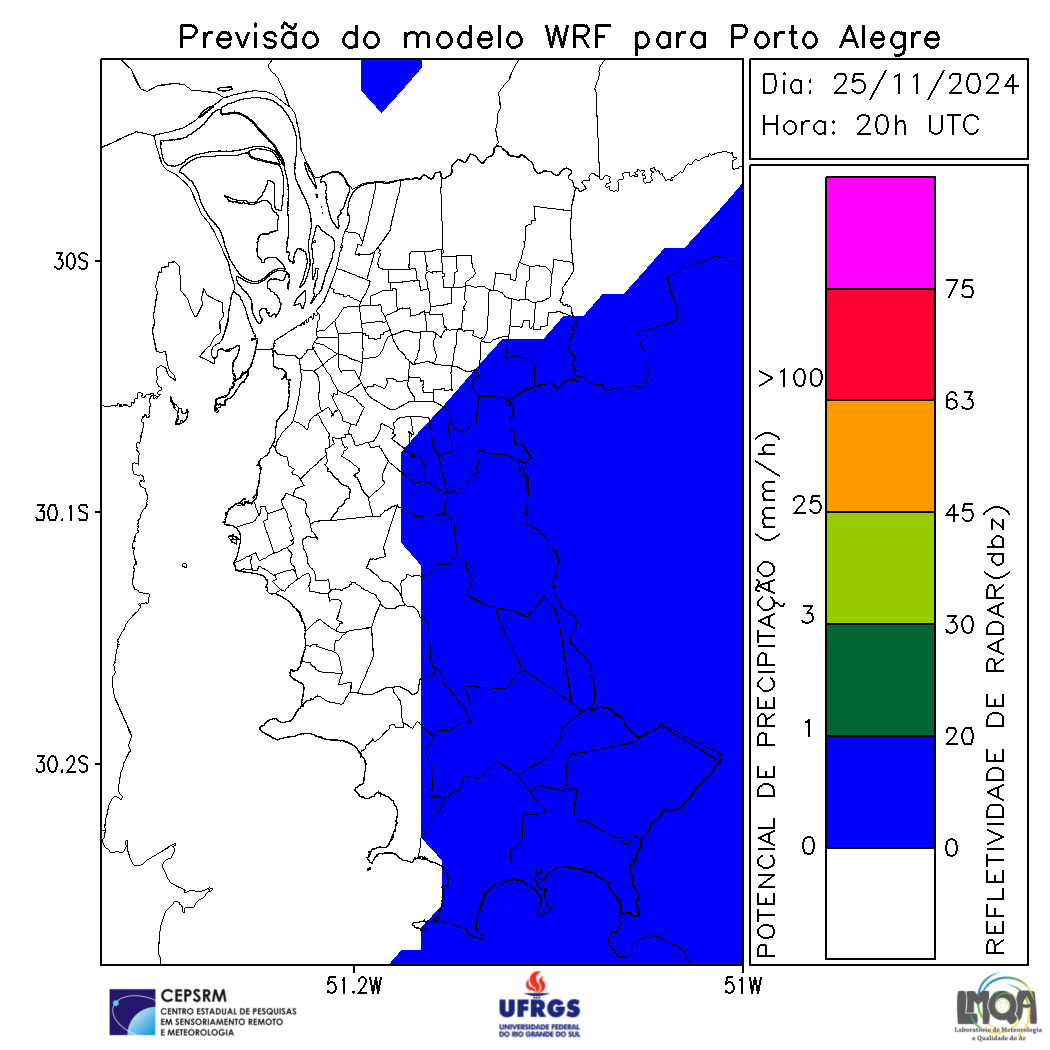 Previsão do modelo WRF para Porto Alegre
Dia: 25/11/2024
Hora: 20h UTC
30S
30.1S
30.2S
51.2W
51W
POTENCIAL DE PRECIPITAÇÃO (mm/h)
>100
25
3
1
0
75
63
45
30
20
0
REFLETIVIDADE DE RADAR(dbz)
CEPSRM
CENTRO ESTADUAL DE PESQUISAS
EM SENSORIAMENTO REMOTO
E METEOROLOGIA
UFRGS
UNIVERSIDADE FEDERAL
DO RIO GRANDE DO SUL
LMQA
Laboratório de Meteorologia
e Qualidade do Ar